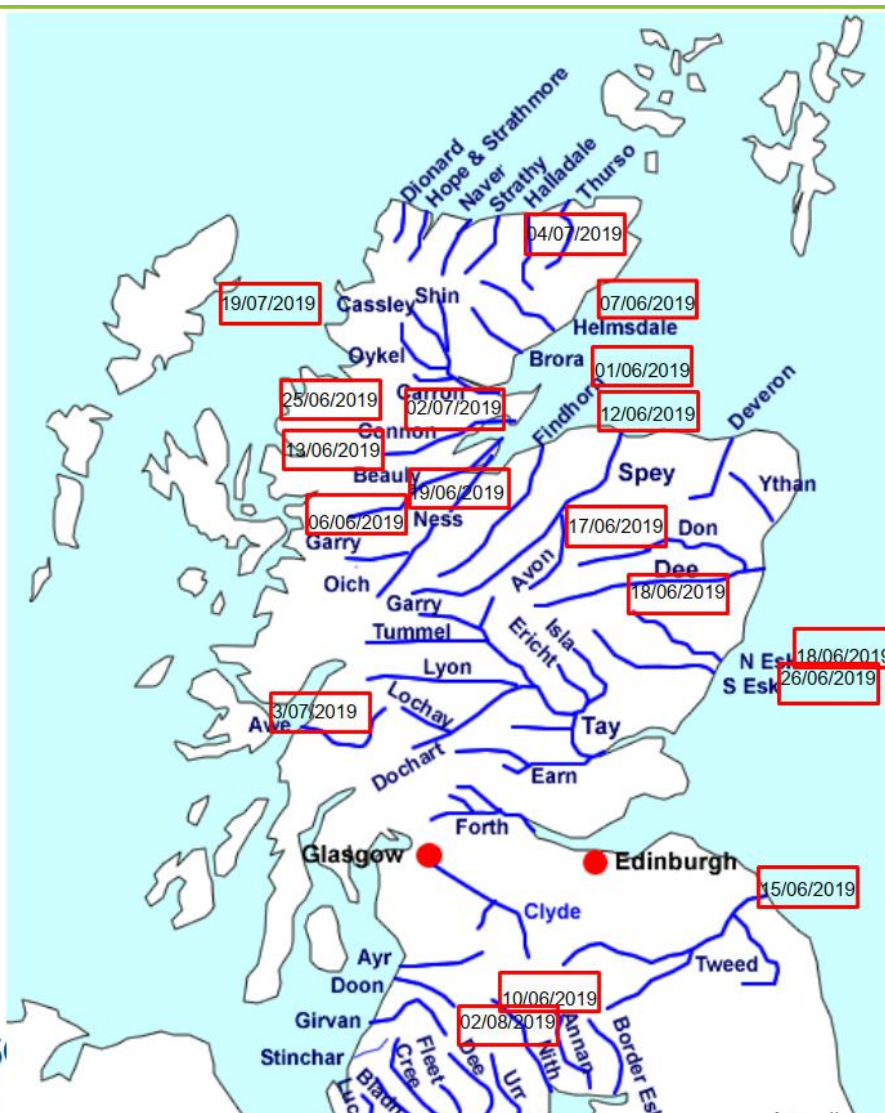 Dionard
Hope & Strathmore
Naver
Strathy
Halladale
Thurso
04/07/2019
19/07/2019
Cassley
Shin
07/06/2019
Helmsdale
Oykel
Brora
01/06/2019
25/06/2019
Carron
02/07/2019
Findhorn
12/06/2019
Deveron
Connon
13/06/2019
Beauly
19/06/2019
Spey
Ythan
06/06/2019
Ness
17/06/2019
Don
Garry
Oich
Avon
Dee
18/06/2019
Garry
Tummel
Ericht
Isla
N Esk
18/06/2019
Lyon
S Esk
26/06/2019
3/07/2019
Awe
Lochay
Tay
Dochart
Earn
Forth
Glasgow
Edinburgh
15/06/2019
Clyde
Ayr
Tweed
Doon
10/06/2019
Girvan
02/08/2019
Stinchar
Cree
Fleet
Dee
Urr
Nith
Annan
Border Es
Luc
Bladn